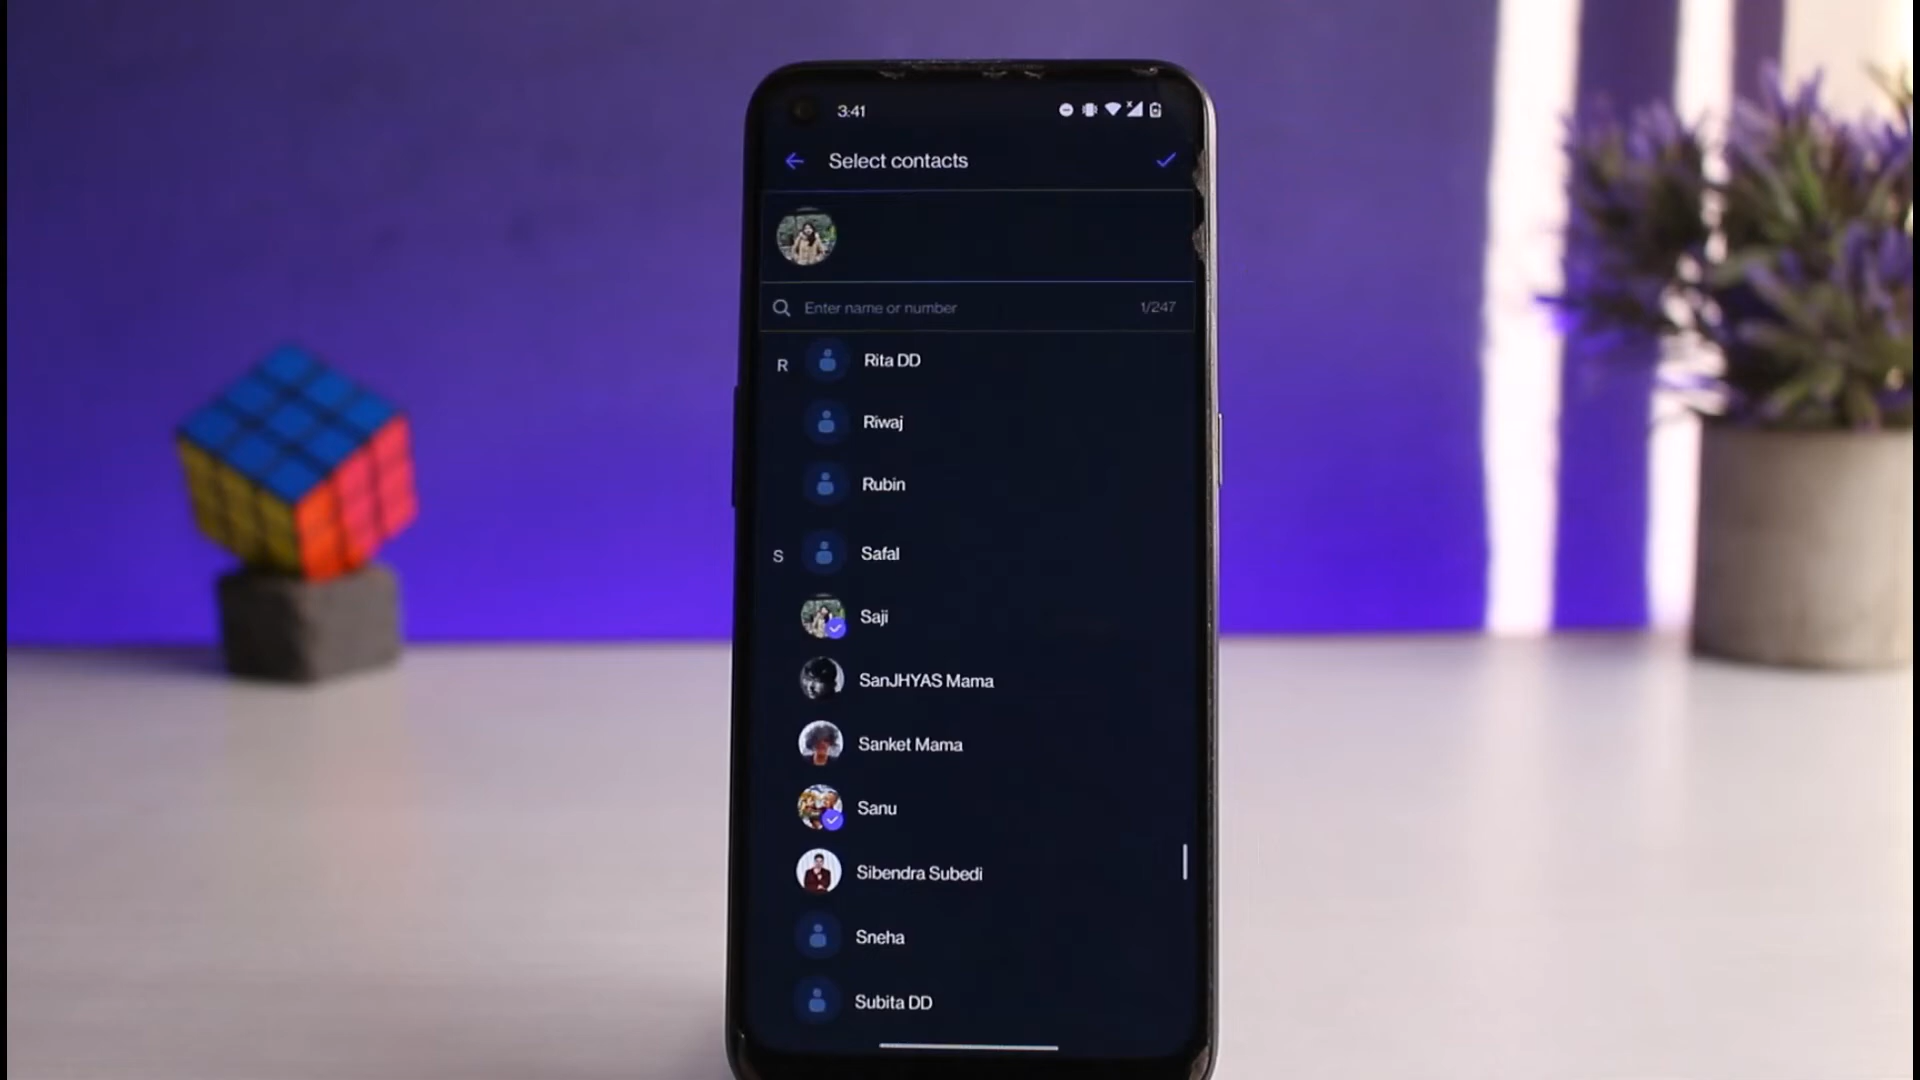 3:41
Select contacts
Enter name or number 1/247
R Rita DD
Riwaj
Rubin
S Safal
Saji
SanJHYAS Mama
Sanket Mama
Sanu
Sibendra Subedi
Sneha
Subita DD